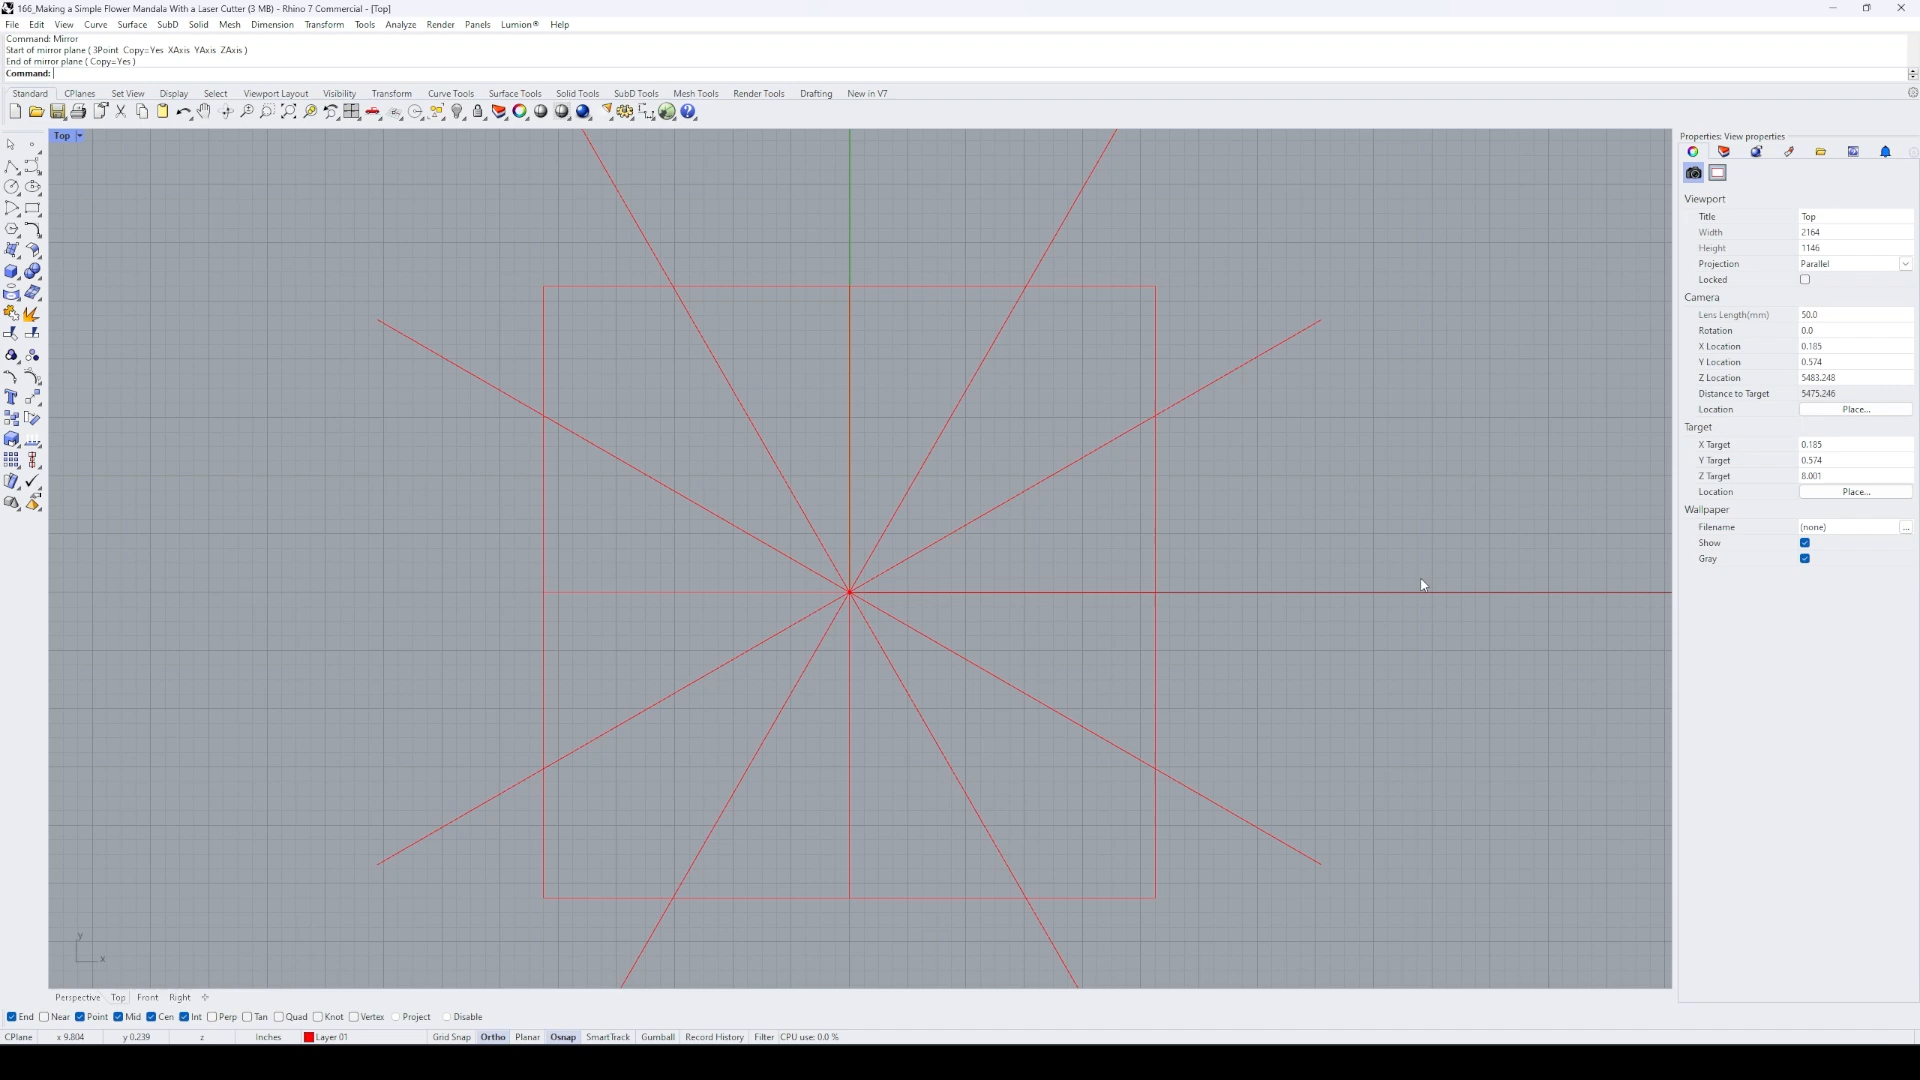 166_Making a Simple Flower Mandala With a Laser Cutter (3 MB) - Rhino 7 Commercial - [Top]
File Edit View Curve Surface SubD Solid Mesh Dimension Transform Tools Analyze Render Panels Lumion® Help
Command: Mirror
Start of mirror plane ( 3Point Copy=Yes XAxis YAxis ZAxis )
End of mirror plane ( Copy=Yes )
Command:
Standard CPlanes Set View Display Select Viewport Layout Visibility Transform Curve Tools Surface Tools Solid Tools SubD Tools Mesh Tools Render Tools Drafting New in V7
Top
Properties: View properties
Viewport
Title Top
Width 2164
Height 1146
Projection Parallel
Locked
Camera
Lens Length(mm) 50.0
Rotation 0.0
X Location 0.185
Y Location 0.574
Z Location 5483.248
Distance to Target 5475.246
Location Place...
Target
X Target 0.185
Y Target 0.574
Z Target 8.001
Location Place...
Wallpaper
Filename (none) ...
Show
Gray
y
x
Perspective Top Front Right
End Near Point Mid Cen Int Perp Tan Quad Knot Vertex Project Disable
CPlane x 9.804 y 0.239 z Inches Layer 01 Grid Snap Ortho Planar Osnap SmartTrack Gumball Record History Filter CPU use: 0.0 %